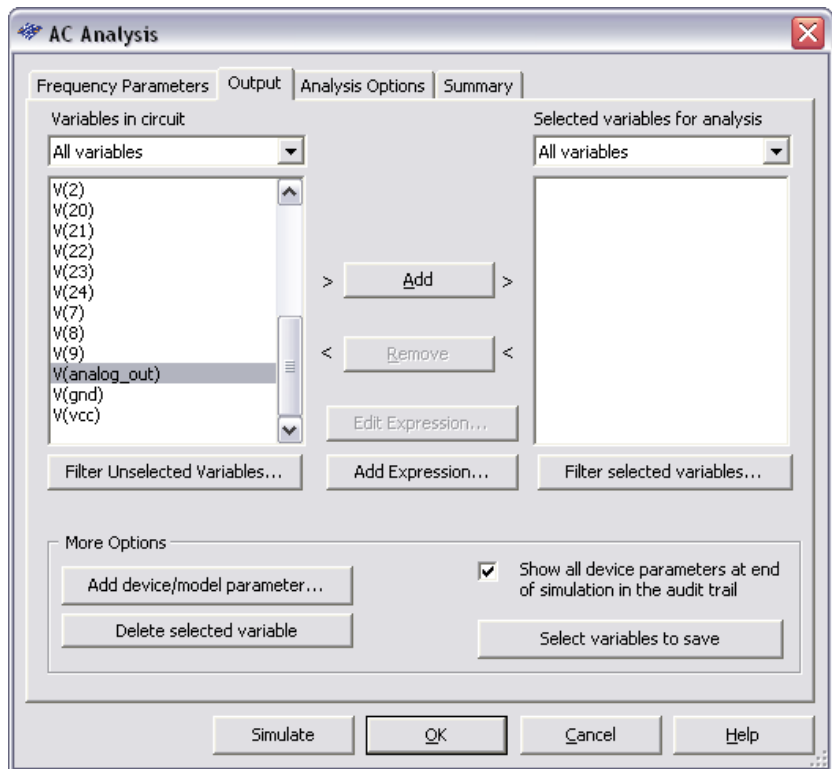 AC Analysis
Frequency Parameters
Output
Analysis Options
Summary
Variables in circuit
All variables
V(2)
V(20)
V(21)
V(22)
V(23)
V(24)
V(7)
V(8)
V(9)
V(analog_out)
V(gnd)
V(vcc)
Filter Unselected Variables...
> Add >
< Remove <
Edit Expression...
Add Expression...
Selected variables for analysis
All variables
Filter selected variables...
More Options
Add device/model parameter...
Delete selected variable
Show all device parameters at end
of simulation in the audit trail
Select variables to save
Simulate
OK
Cancel
Help